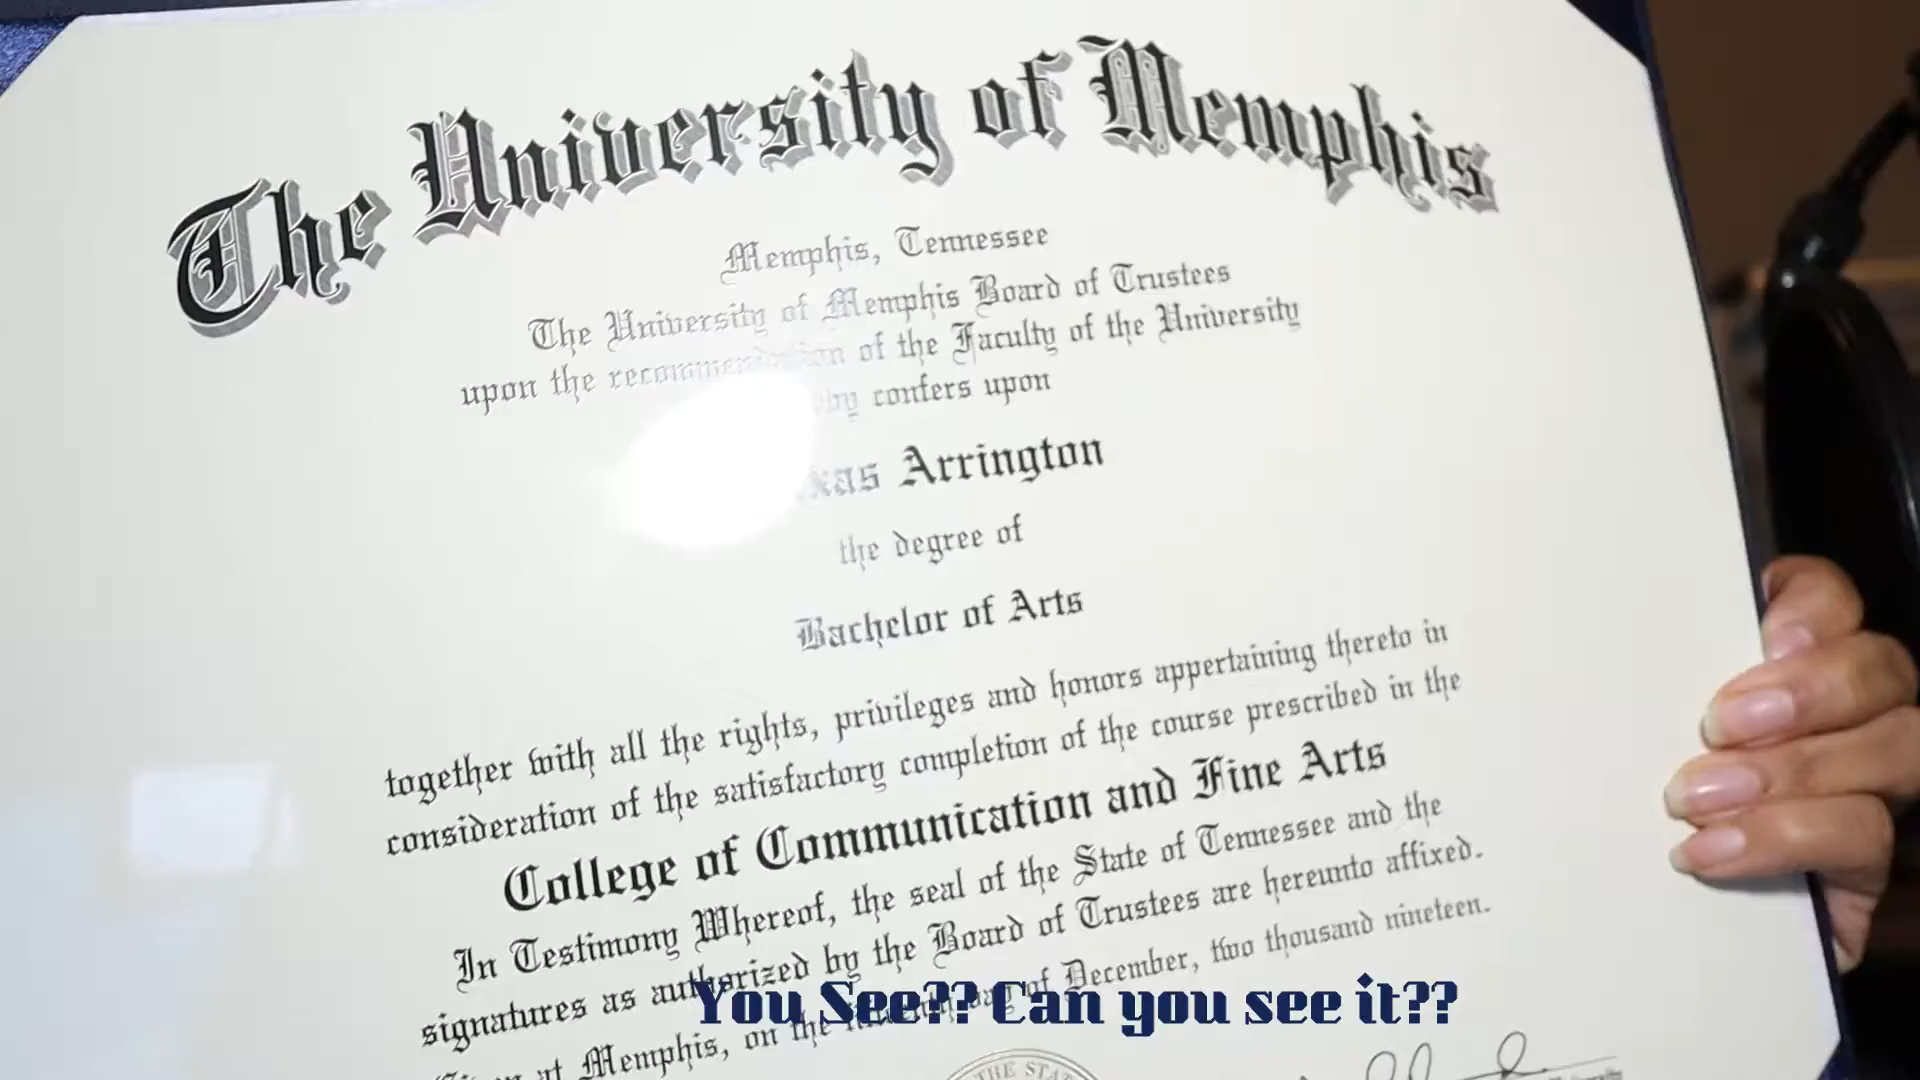 The University of Memphis
Memphis, Tennessee
The University of Memphis Board of Trustees
upon the recommendation of the Faculty of the University
confers upon
Arrington
the degree of
Bachelor of Arts
together with all the rights, privileges and honors appertaining thereto in
consideration of the satisfactory completion of the course prescribed in the
College of Communication and Fine Arts
In Testimony Whereof, the seal of the State of Tennessee and the
signatures as authorized by the Board of Trustees are hereunto affixed.
at Memphis, on the day of December, two thousand nineteen.
You See?? Can you see it??
THE